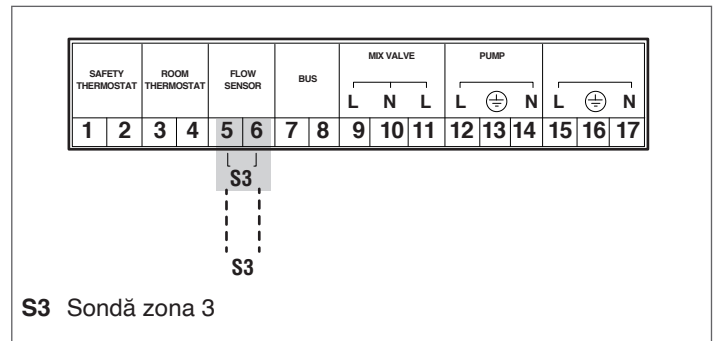 SAFETY THERMOSTAT ROOM THERMOSTAT FLOW SENSOR BUS MIX VALVE PUMP
L N L L N L N
1 2 3 4 5 6 7 8 9 10 11 12 13 14 15 16 17
S3
S3
S3 Sondă zona 3